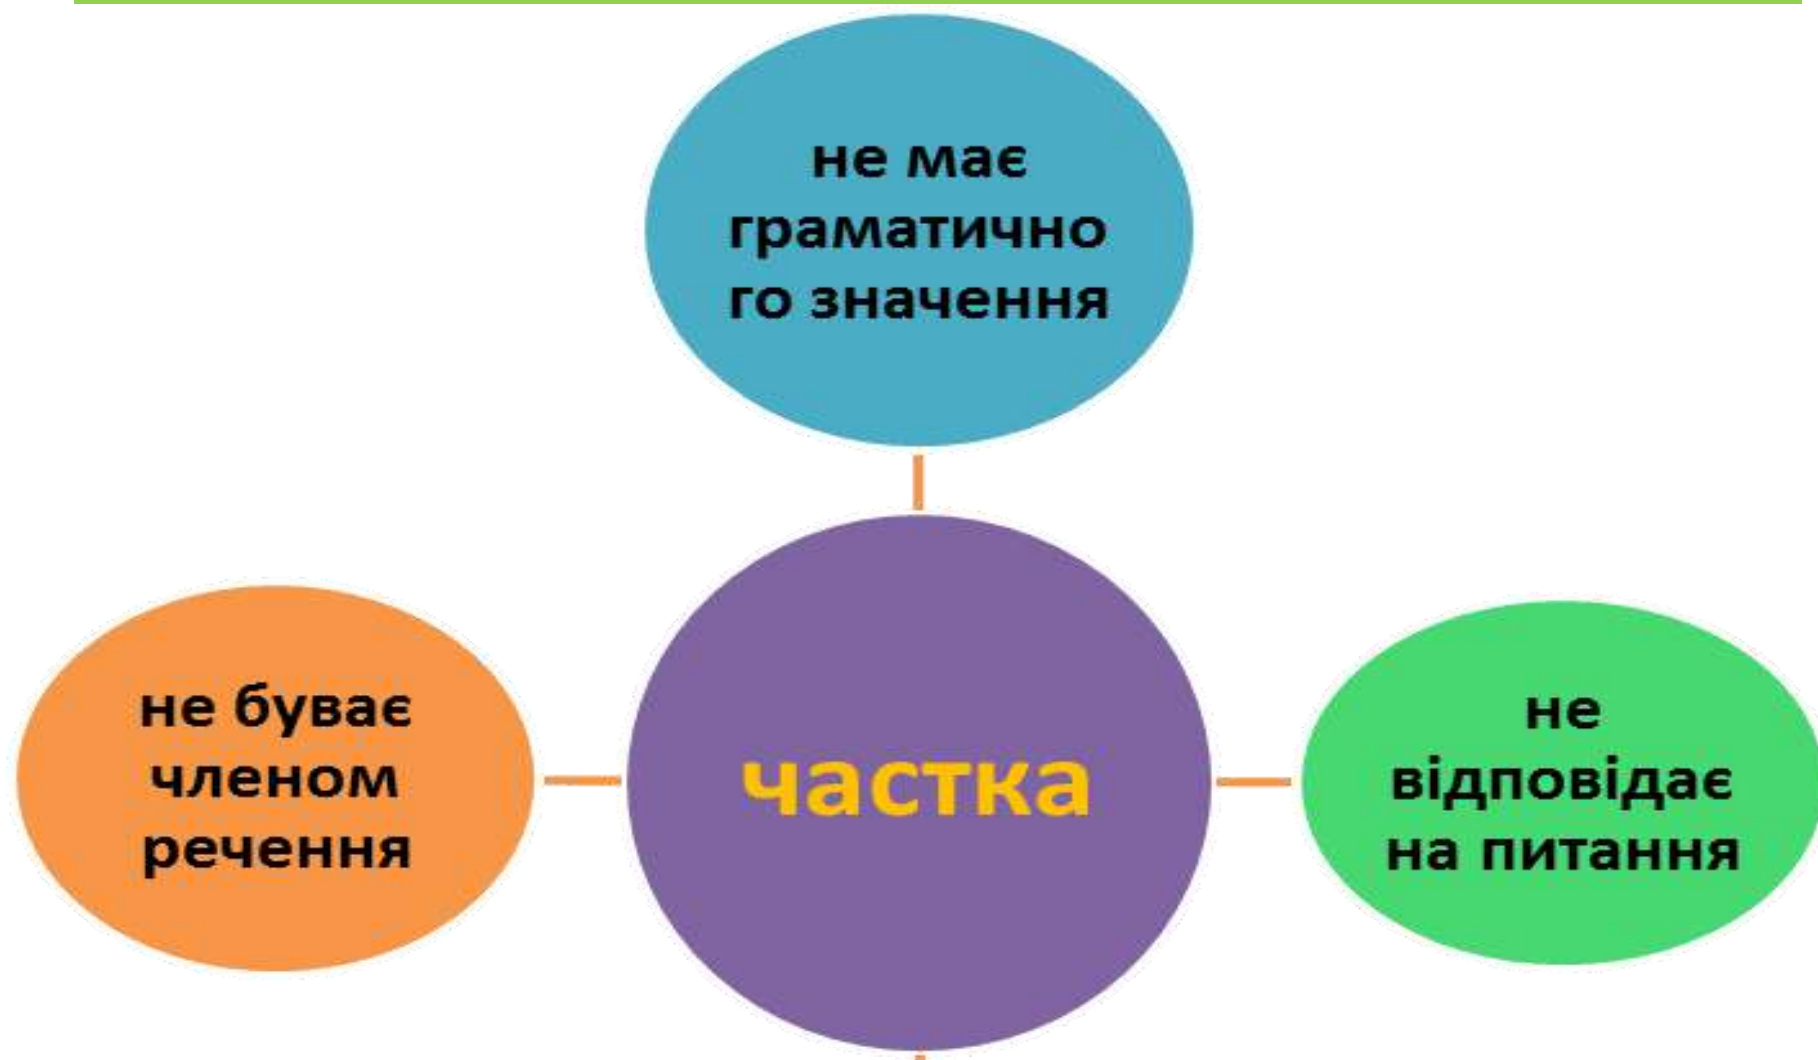 не має
граматично
го значення
не буває
членом
речення
частка
не
відповідає
на питання